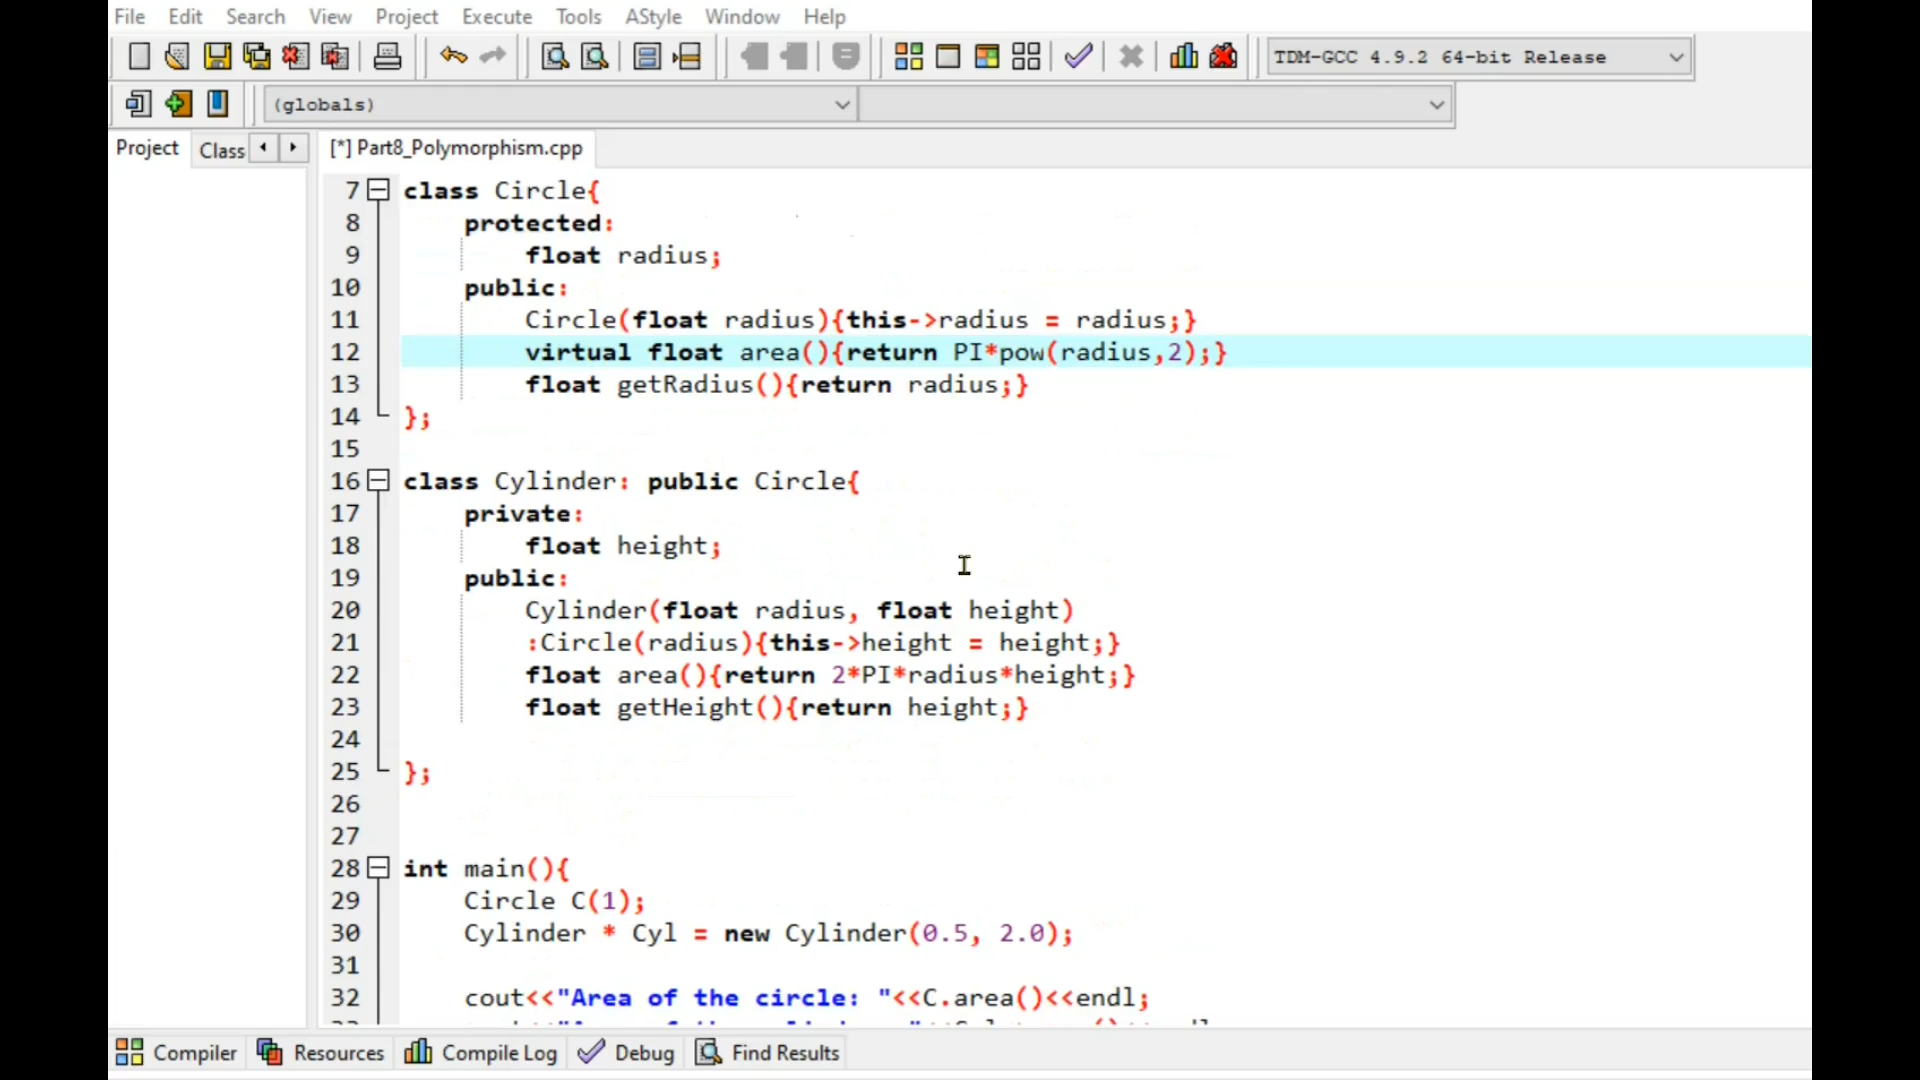 File Edit Search View Project Execute Tools AStyle Window Help
TDM-GCC 4.9.2 64-bit Release
(globals)
Project Class [*] Part8_Polymorphism.cpp
7 class Circle{
8 protected:
9 float radius;
10 public:
11 Circle(float radius){this->radius = radius;}
12 virtual float area(){return PI*pow(radius,2);}
13 float getRadius(){return radius;}
14 };
15
16 class Cylinder: public Circle{
17 private:
18 float height;
19 public:
20 Cylinder(float radius, float height)
21 :Circle(radius){this->height = height;}
22 float area(){return 2*PI*radius*height;}
23 float getHeight(){return height;}
24
25 };
26
27
28 int main(){
29 Circle C(1);
30 Cylinder * Cyl = new Cylinder(0.5, 2.0);
31
32 cout<<"Area of the circle: "<<C.area()<<endl;
Compiler Resources Compile Log Debug Find Results